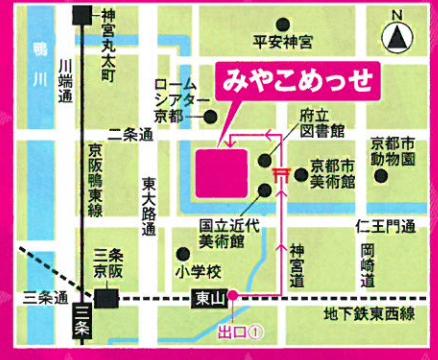 神宮
丸太
町
鴨川
川端通
平安神宮
N
みやこめっせ
ローム
シアター
京都
府立
図書館
二条通
京阪鴨東線
東大路通
京都市
美術館
京都市
動物園
国立近代
美術館
仁王門通
神宮道
岡崎道
小学校
三条
京阪
三条通
三条
東山
出口①
地下鉄東西線